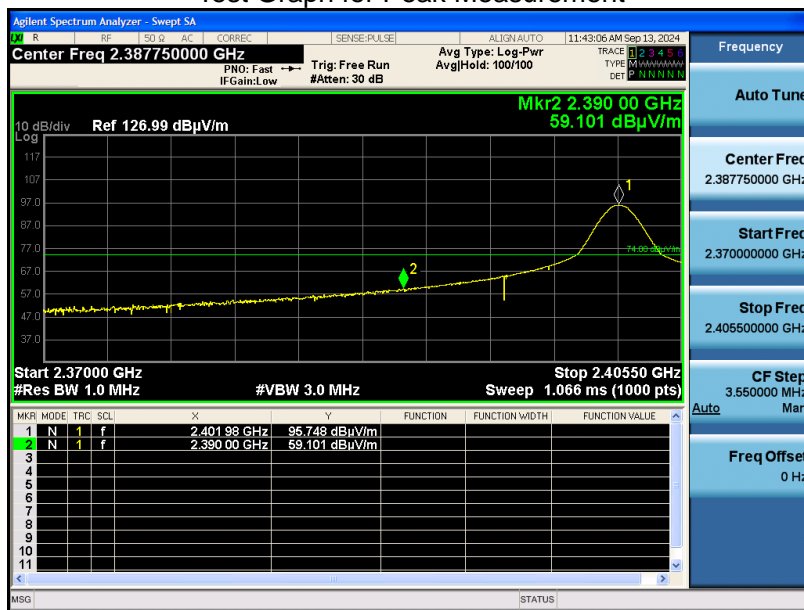 Test Graph for Peak Measurement
Agilent Spectrum Analyzer - Swept SA
LXI R RF 50 Ω AC CORREC SENSE:PULSE ALIGN AUTO 11:43:06 AM Sep 13, 2024
Center Freq 2.387750000 GHz
PNO: Fast
IFGain:Low
Trig: Free Run
#Atten: 30 dB
Avg Type: Log-Pwr
Avg|Hold: 100/100
TRACE 1 2 3 4 5 6
TYPE M WWWWW
DET P N N N N N
Mkr2 2.390 00 GHz
59.101 dBµV/m
10 dB/div Ref 126.99 dBµV/m
Log
117
107
97.0
87.0
77.0
67.0
57.0
47.0
37.0
1
74.00 dBµV/m
2
Start 2.37000 GHz Stop 2.40550 GHz
#Res BW 1.0 MHz #VBW 3.0 MHz Sweep 1.066 ms (1000 pts)
MKR MODE TRC SCL X Y FUNCTION FUNCTION WIDTH FUNCTION VALUE
1 N 1 f 2.401 98 GHz 95.748 dBµV/m
2 N 1 f 2.390 00 GHz 59.101 dBµV/m
3
4
5
6
7
8
9
10
11
MSG STATUS
Frequency
Auto Tune
Center Freq
2.387750000 GHz
Start Freq
2.370000000 GHz
Stop Freq
2.405500000 GHz
CF Step
3.550000 MHz
Auto Man
Freq Offset
0 Hz